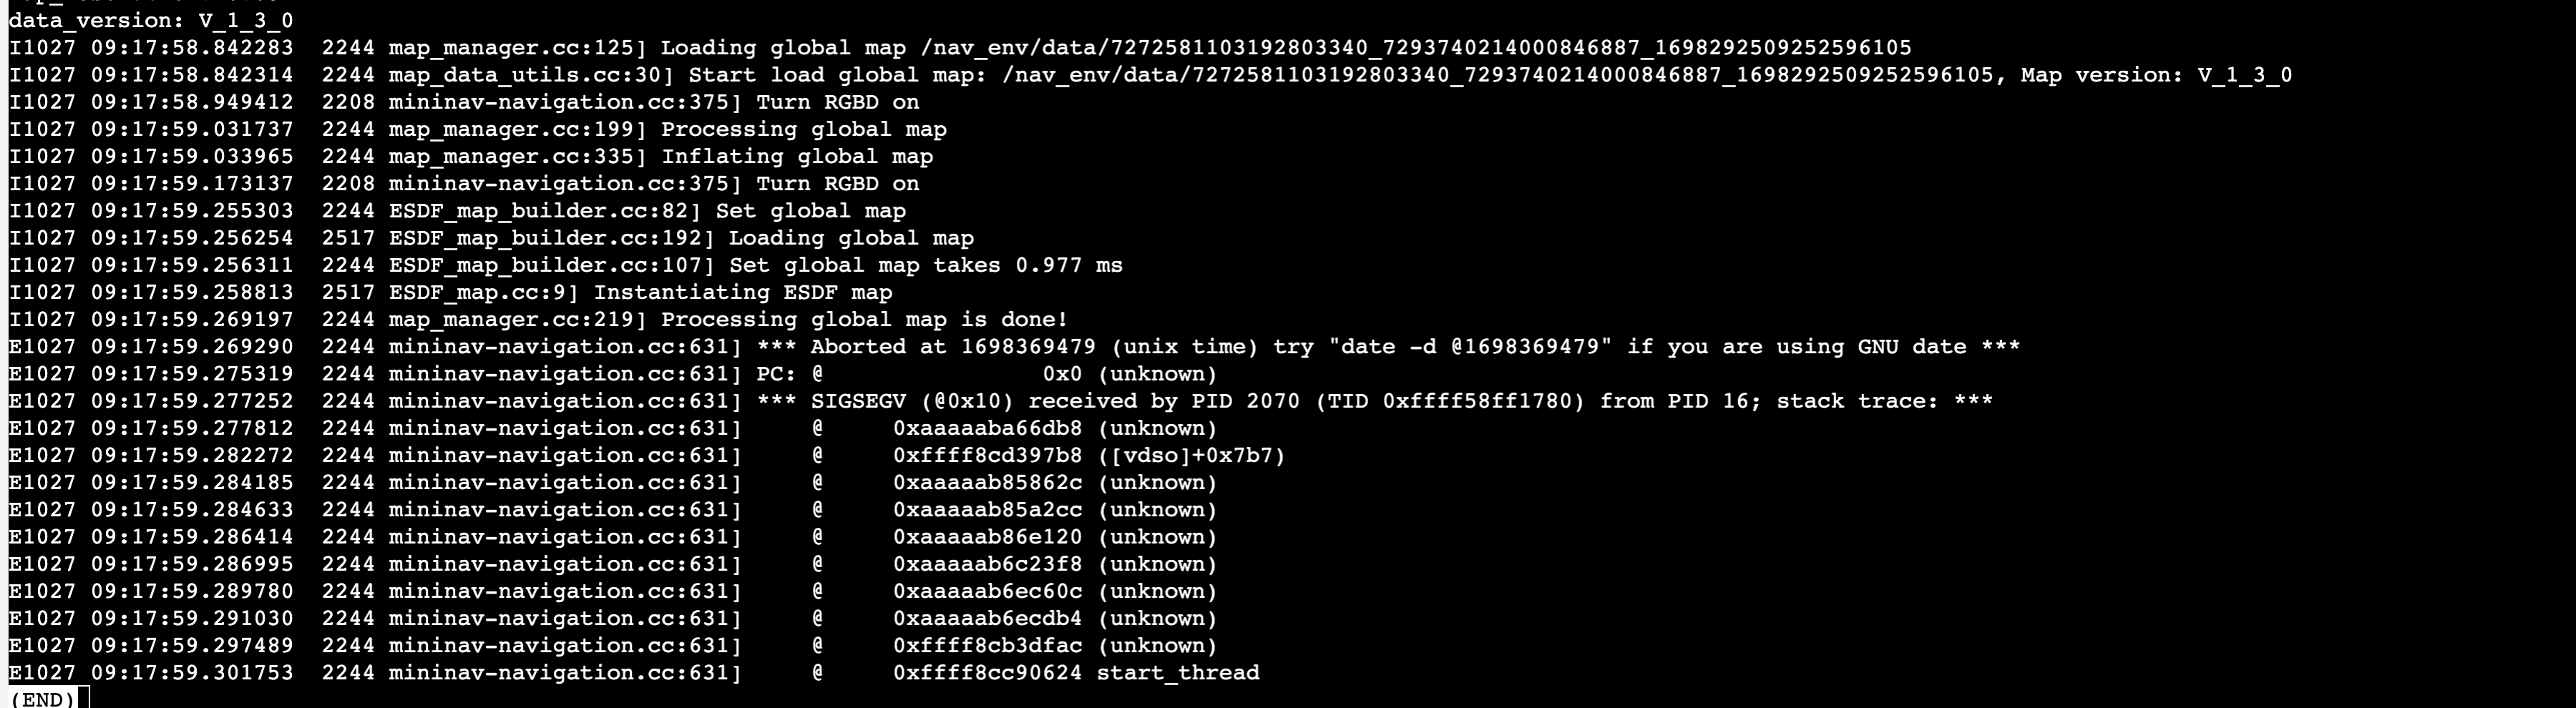 data_version: V_1_3_0
I1027 09:17:58.842283  2244 map_manager.cc:125] Loading global map /nav_env/data/7272581103192803340_7293740214000846887_1698292509252596105
I1027 09:17:58.842314  2244 map_data_utils.cc:30] Start load global map: /nav_env/data/7272581103192803340_7293740214000846887_1698292509252596105, Map version: V_1_3_0
I1027 09:17:58.949412  2208 mininav-navigation.cc:375] Turn RGBD on
I1027 09:17:59.031737  2244 map_manager.cc:199] Processing global map
I1027 09:17:59.033965  2244 map_manager.cc:335] Inflating global map
I1027 09:17:59.173137  2208 mininav-navigation.cc:375] Turn RGBD on
I1027 09:17:59.255303  2244 ESDF_map_builder.cc:82] Set global map
I1027 09:17:59.256254  2517 ESDF_map_builder.cc:192] Loading global map
I1027 09:17:59.256311  2244 ESDF_map_builder.cc:107] Set global map takes 0.977 ms
I1027 09:17:59.258813  2517 ESDF_map.cc:9] Instantiating ESDF map
I1027 09:17:59.269197  2244 map_manager.cc:219] Processing global map is done!
E1027 09:17:59.269290  2244 mininav-navigation.cc:631] *** Aborted at 1698369479 (unix time) try "date -d @1698369479" if you are using GNU date ***
E1027 09:17:59.275319  2244 mininav-navigation.cc:631] PC: @                0x0 (unknown)
E1027 09:17:59.277252  2244 mininav-navigation.cc:631] *** SIGSEGV (@0x10) received by PID 2070 (TID 0xffff58ff1780) from PID 16; stack trace: ***
E1027 09:17:59.277812  2244 mininav-navigation.cc:631]     @     0xaaaaaba66db8 (unknown)
E1027 09:17:59.282272  2244 mininav-navigation.cc:631]     @     0xffff8cd397b8 ([vdso]+0x7b7)
E1027 09:17:59.284185  2244 mininav-navigation.cc:631]     @     0xaaaaab85862c (unknown)
E1027 09:17:59.284633  2244 mininav-navigation.cc:631]     @     0xaaaaab85a2cc (unknown)
E1027 09:17:59.286414  2244 mininav-navigation.cc:631]     @     0xaaaaab86e120 (unknown)
E1027 09:17:59.286995  2244 mininav-navigation.cc:631]     @     0xaaaaab6c23f8 (unknown)
E1027 09:17:59.289780  2244 mininav-navigation.cc:631]     @     0xaaaaab6ec60c (unknown)
E1027 09:17:59.291030  2244 mininav-navigation.cc:631]     @     0xaaaaab6ecdb4 (unknown)
E1027 09:17:59.297489  2244 mininav-navigation.cc:631]     @     0xffff8cb3dfac (unknown)
E1027 09:17:59.301753  2244 mininav-navigation.cc:631]     @     0xffff8cc90624 start_thread
(END)